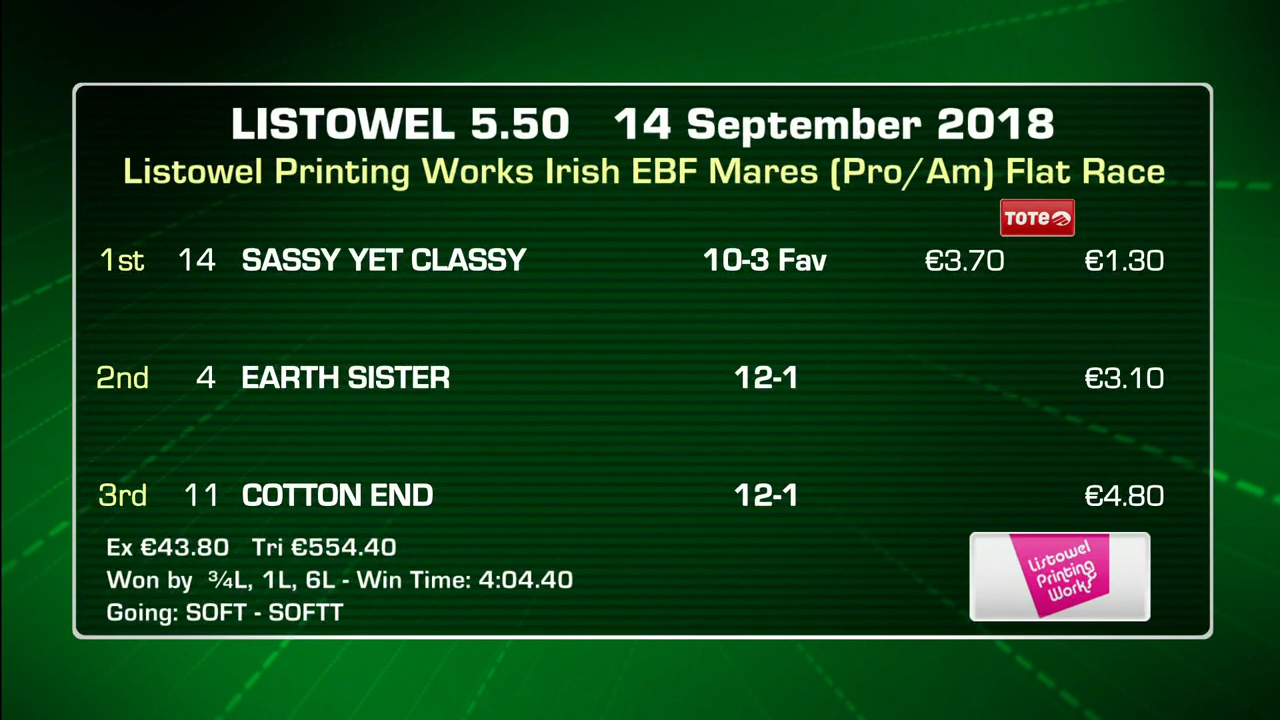 LISTOWEL 5.50 14 September 2018
Listowel Printing Works Irish EBF Mares (Pro/Am) Flat Race
TOTE
1st 14 SASSY YET CLASSY 10-3 Fav €3.70 €1.30
2nd 4 EARTH SISTER 12-1 €3.10
3rd 11 COTTON END 12-1 €4.80
Ex €43.80 Tri €554.40
Won by ¾L, 1L, 6L - Win Time: 4:04.40
Going: SOFT - SOFTT
Listowel
Printing
Works